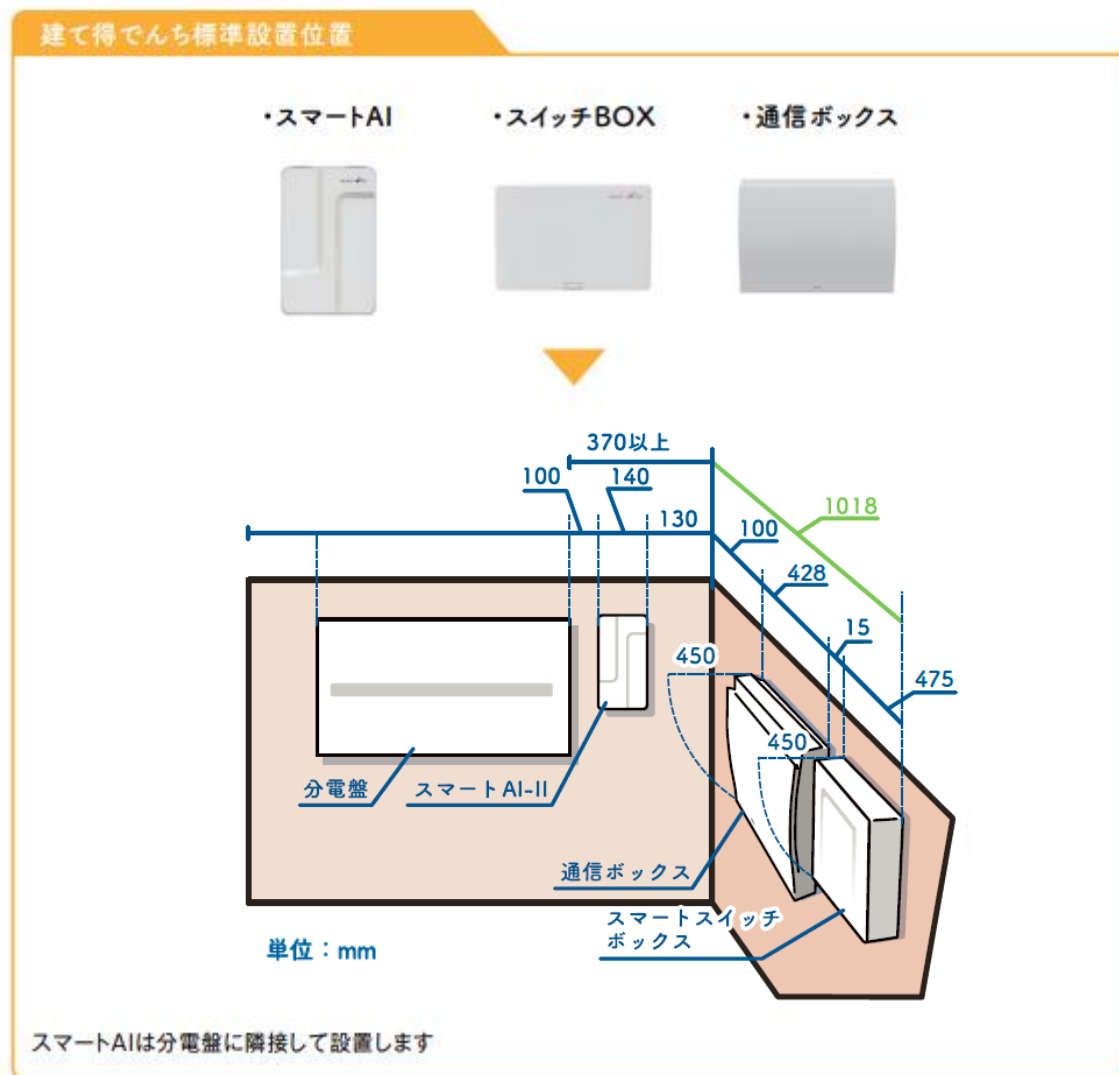 建て得でんち標準設置位置
・スマートAI
・スイッチBOX
・通信ボックス
370以上
100
140
130
1018
100
428
15
475
450
450
分電盤
スマートAI-II
通信ボックス
スマートスイッチ
ボックス
単位：mm
スマートAIは分電盤に隣接して設置します